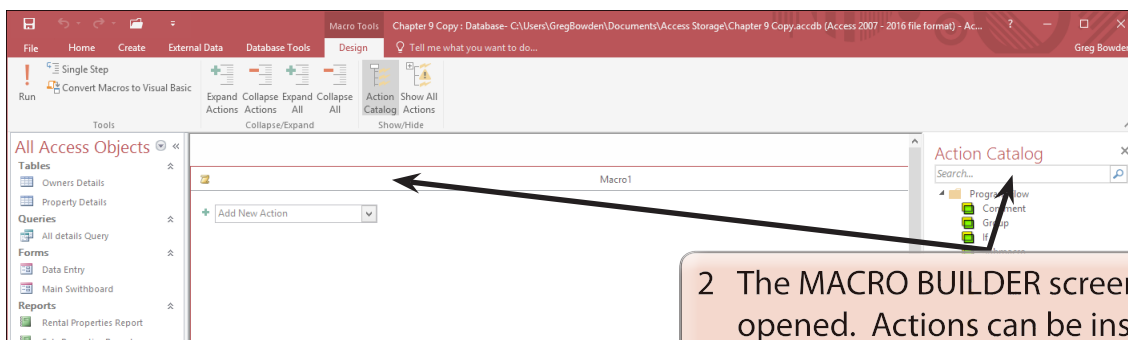 Macro Tools
Chapter 9 Copy : Database- C:\Users\GregBowden\Documents\Access Storage\Chapter 9 Copy.accdb (Access 2007 - 2016 file format) - Ac...
?
File Home Create External Data Database Tools Design Tell me what you want to do...
Greg Bowden
Run
Single Step
Convert Macros to Visual Basic
Expand Actions
Collapse Actions
Expand All
Collapse All
Action Catalog
Show All Actions
Tools
Collapse/Expand
Show/Hide
All Access Objects
Tables
Owners Details
Property Details
Queries
All details Query
Forms
Data Entry
Main Swithboard
Reports
Rental Properties Report
Macro1
Add New Action
Action Catalog
Search...
Program Flow
Comment
Group
If
2 The MACRO BUILDER screen
opened. Actions can be ins